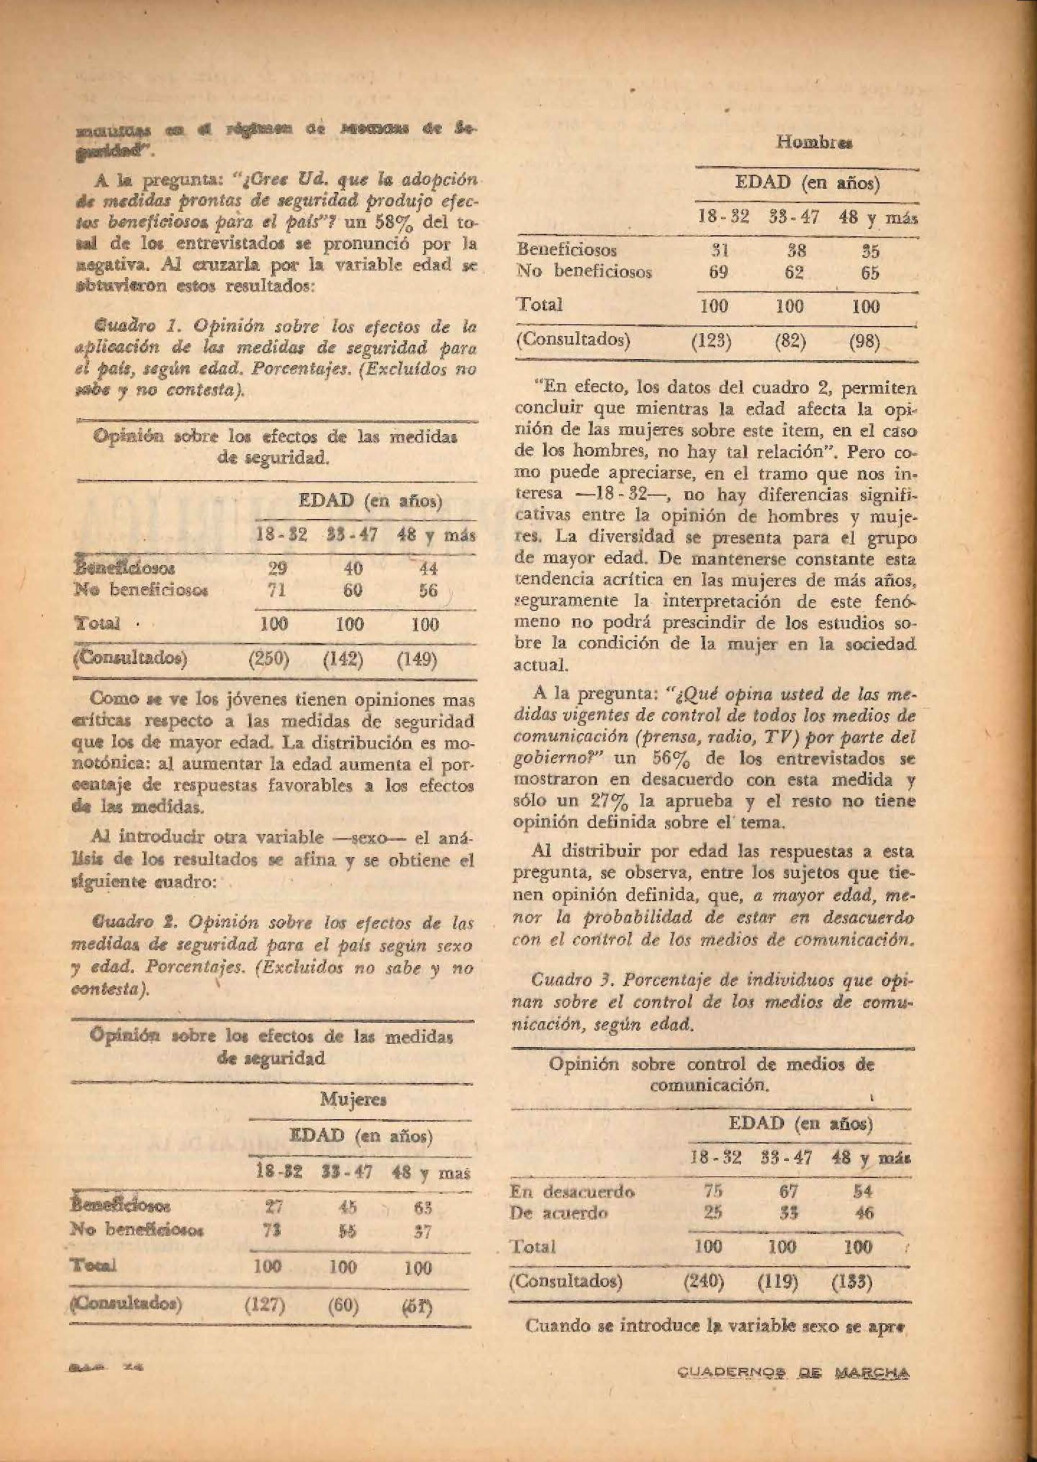 en el régimen de Medidas de Se-
guridad".
A la pregunta: "¿Cree Ud. que la adopción
de medidas prontas de seguridad produjo efec-
tos beneficiosos para el país"? un 58% del to-
tal de los entrevistados se pronunció por la
negativa. Al cruzarla por la variable edad se
obtuvieron estos resultados:
Cuadro 1. Opinión sobre los efectos de la
aplicación de las medidas de seguridad para
el país, según edad. Porcentajes. (Excluídos no
sabe y no contesta).
Opinión sobre los efectos de las medidas
de seguridad.
EDAD (en años)
18-32 33-47 48 y más
Beneficiosos 29 40 44
No beneficiosos 71 60 56
Total 100 100 100
(Consultados) (250) (142) (149)
Como se ve los jóvenes tienen opiniones mas
críticas respecto a las medidas de seguridad
que los de mayor edad. La distribución es mo-
notónica: al aumentar la edad aumenta el por-
centaje de respuestas favorables a los efectos
de las medidas.
Al introducir otra variable —sexo— el aná-
lisis de los resultados se afina y se obtiene el
siguiente cuadro:
Cuadro 2. Opinión sobre los efectos de las
medidas de seguridad para el país según sexo
y edad. Porcentajes. (Excluidos no sabe y no
contesta).
Opinión sobre los efectos de las medidas
de seguridad
Mujeres
EDAD (en años)
18-32 33-47 48 y mas
Beneficiosos 27 45 63
No beneficiosos 73 55 37
Total 100 100 100
(Consultados) (127) (60)
Hombres
EDAD (en años)
18-32 33-47 48 y más
Beneficiosos 31 38 35
No beneficiosos 69 62 65
Total 100 100 100
(Consultados) (123) (82) (98)
"En efecto, los datos del cuadro 2, permiten
concluir que mientras la edad afecta la opi-
nión de las mujeres sobre este item, en el caso
de los hombres, no hay tal relación". Pero co-
mo puede apreciarse, en el tramo que nos in-
teresa —18-32—, no hay diferencias signifi-
cativas entre la opinión de hombres y muje-
res. La diversidad se presenta para el grupo
de mayor edad. De mantenerse constante esta
tendencia acrítica en las mujeres de más años,
seguramente la interpretación de este fenó-
meno no podrá prescindir de los estudios so-
bre la condición de la mujer en la sociedad
actual.
A la pregunta: "¿Qué opina usted de las me-
didas vigentes de control de todos los medios de
comunicación (prensa, radio, TV) por parte del
gobierno?" un 56% de los entrevistados se
mostraron en desacuerdo con esta medida y
sólo un 27% la aprueba y el resto no tiene
opinión definida sobre el tema.
Al distribuir por edad las respuestas a esta
pregunta, se observa, entre los sujetos que tie-
nen opinión definida, que, a mayor edad, me-
nor la probabilidad de estar en desacuerdo
con el control de los medios de comunicación.
Cuadro 3. Porcentaje de individuos que opi-
nan sobre el control de los medios de comu-
nicación, según edad.
Opinión sobre control de medios de
comunicación.
EDAD (en años)
18-32 33-47 48 y más
En desacuerdo 75 67 54
De acuerdo 25 33 46
Total 100 100 100
(Consultados) (240) (119) (133)
Cuando se introduce la variable sexo se apre
CUADERNOS DE MARCHA